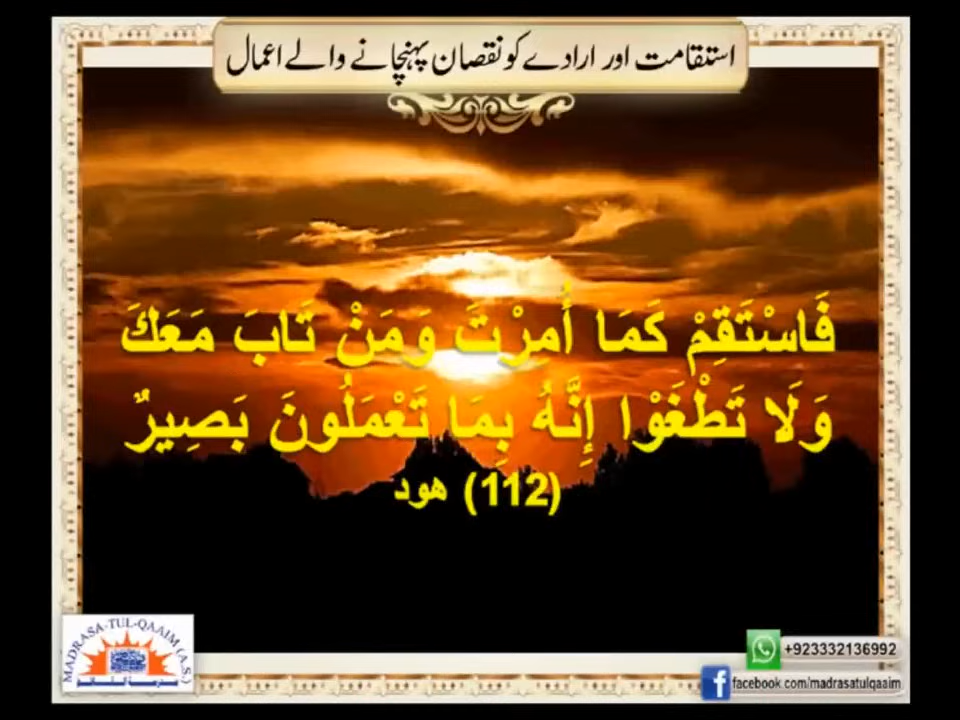 استقامت اور ارادے کو نقصان پہنچانے والے اعمال
فَاسْتَقِمْ كَمَا أُمِرْتَ وَمَنْ تَابَ مَعَكَ
وَلَا تَطْغَوْا إِنَّهُ بِمَا تَعْمَلُونَ بَصِيرٌ
(112) هود
MADRASA-TUL-QAAIM (A.S.)
+923332136992
facebook.com/madrasatulqaaim